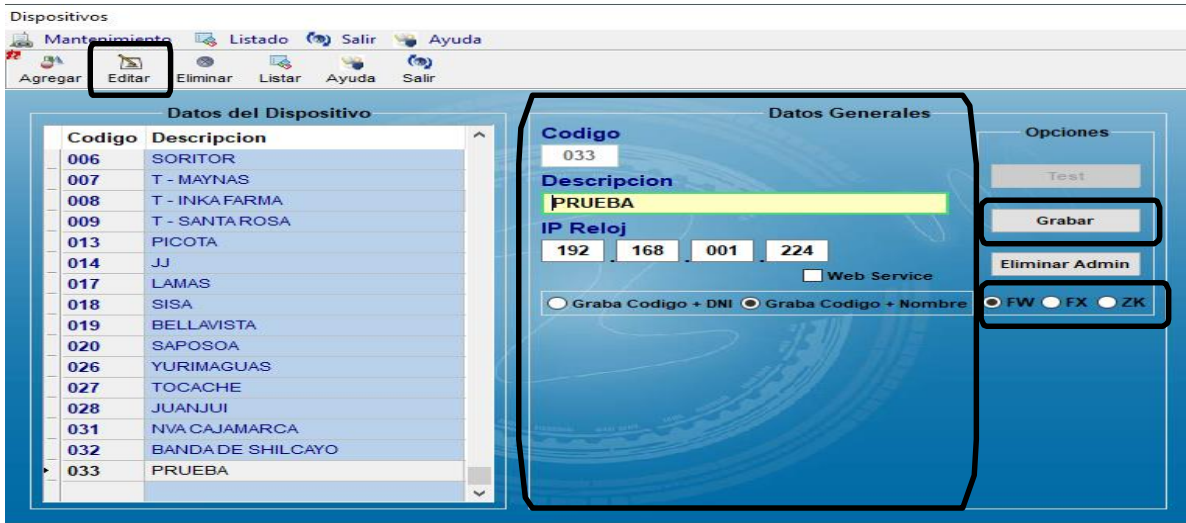 Dispositivos
Mantenimiento Listado Salir Ayuda
Agregar Editar Eliminar Listar Ayuda Salir
Datos del Dispositivo
Codigo Descripcion
006 SORITOR
007 T - MAYNAS
008 T - INKA FARMA
009 T - SANTA ROSA
013 PICOTA
014 JJ
017 LAMAS
018 SISA
019 BELLAVISTA
020 SAPOSOA
026 YURIMAGUAS
027 TOCACHE
028 JUANJUI
031 NVA CAJAMARCA
032 BANDA DE SHILCAYO
033 PRUEBA
Datos Generales
Codigo
033
Descripcion
PRUEBA
IP Reloj
192 . 168 . 001 . 224
Web Service
Graba Codigo + DNI Graba Codigo + Nombre
Opciones
Test
Grabar
Eliminar Admin
FW FX ZK